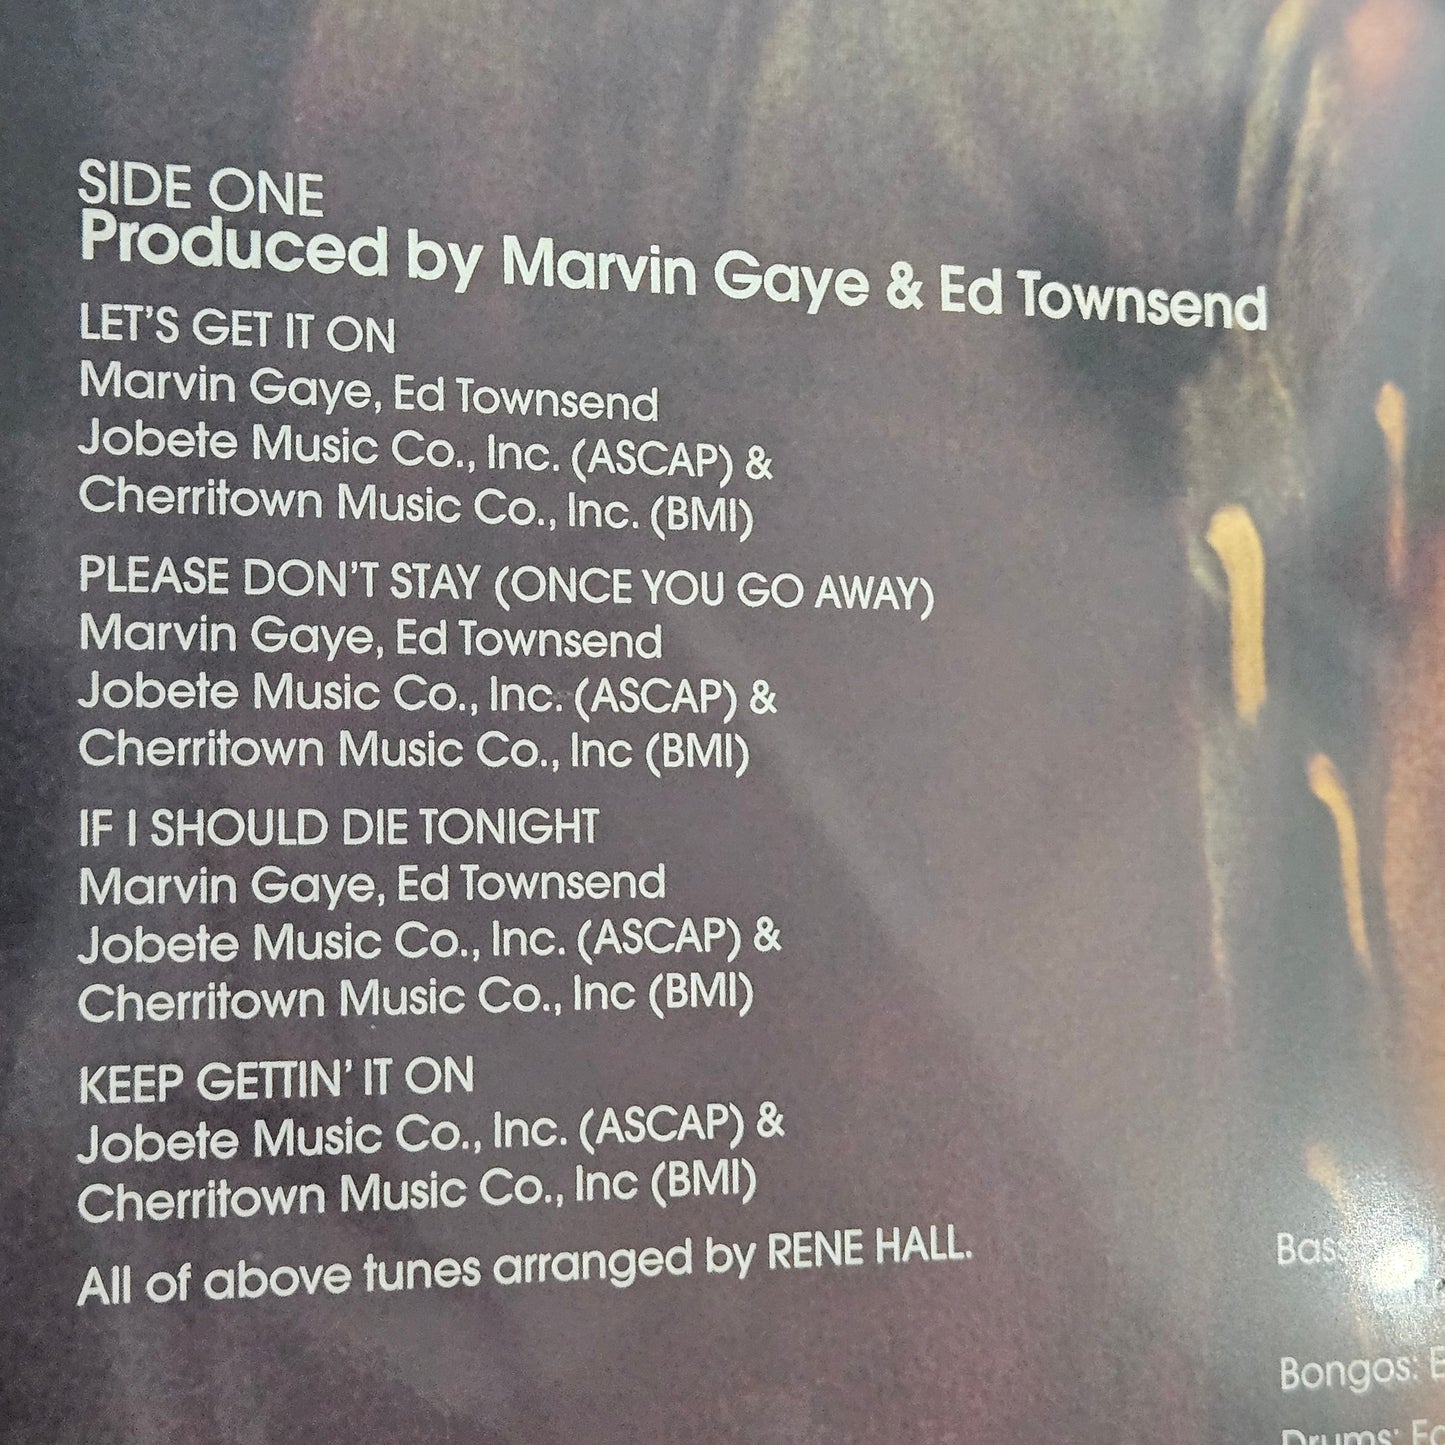 SIDE ONE
Produced by Marvin Gaye & Ed Townsend
LET'S GET IT ON
Marvin Gaye, Ed Townsend
Jobete Music Co., Inc. (ASCAP) &
Cherritown Music Co., Inc. (BMI)
PLEASE DON'T STAY (ONCE YOU GO AWAY)
Marvin Gaye, Ed Townsend
Jobete Music Co., Inc. (ASCAP) &
Cherritown Music Co., Inc (BMI)
IF I SHOULD DIE TONIGHT
Marvin Gaye, Ed Townsend
Jobete Music Co., Inc. (ASCAP) &
Cherritown Music Co., Inc (BMI)
KEEP GETTIN' IT ON
Jobete Music Co., Inc. (ASCAP) &
Cherritown Music Co., Inc (BMI)
All of above tunes arranged by RENE HALL.
Bongos:
Drums: